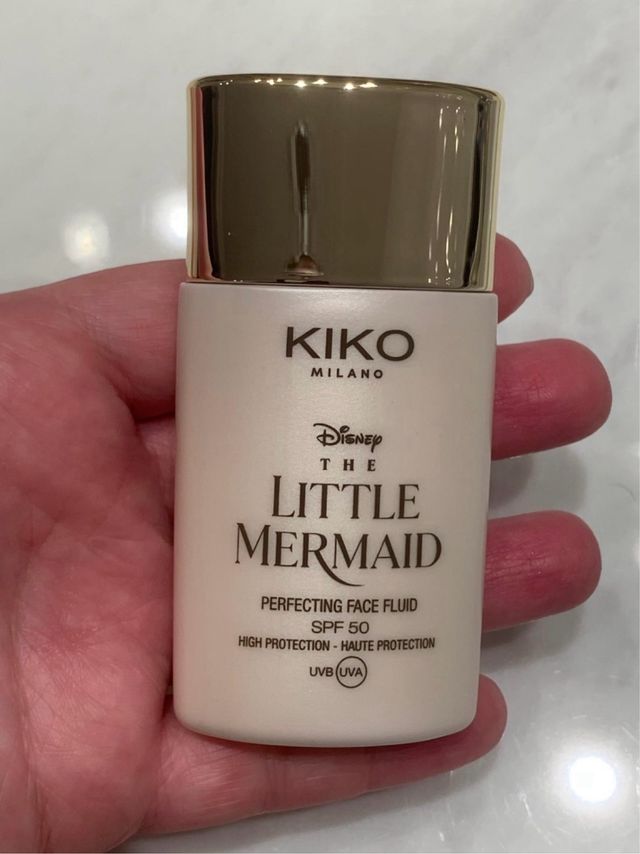 KIKO
MILANO
Disney
THE
LITTLE
MERMAID
PERFECTING FACE FLUID
SPF 50
HIGH PROTECTION - HAUTE PROTECTION
UVB UVA